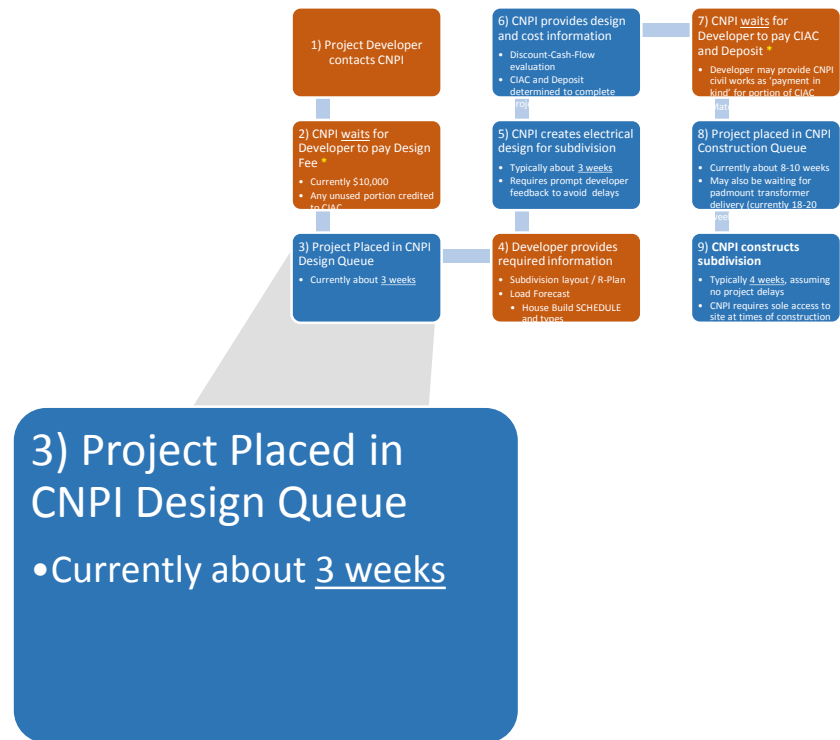 1) Project Developer
contacts CNPI
2) CNPI waits for
Developer to pay Design
Fee *
• Currently $10,000
• Any unused portion credited
to CIAC
3) Project Placed in CNPI
Design Queue
• Currently about 3 weeks
4) Developer provides
required information
• Subdivision layout / R-Plan
• Load Forecast
• House Build SCHEDULE
and types
5) CNPI creates electrical
design for subdivision
• Typically about 3 weeks
• Requires prompt developer
feedback to avoid delays
6) CNPI provides design
and cost information
• Discount-Cash-Flow
evaluation
• CIAC and Deposit
determined to complete
7) CNPI waits for
Developer to pay CIAC
and Deposit *
• Developer may provide CNPI
civil works as 'payment in
kind' for portion of CIAC
8) Project placed in CNPI
Construction Queue
• Currently about 8-10 weeks
• May also be waiting for
padmount transformer
delivery (currently 18-20
9) CNPI constructs
subdivision
• Typically 4 weeks, assuming
no project delays
• CNPI requires sole access to
site at times of construction
3) Project Placed in
CNPI Design Queue
•Currently about 3 weeks